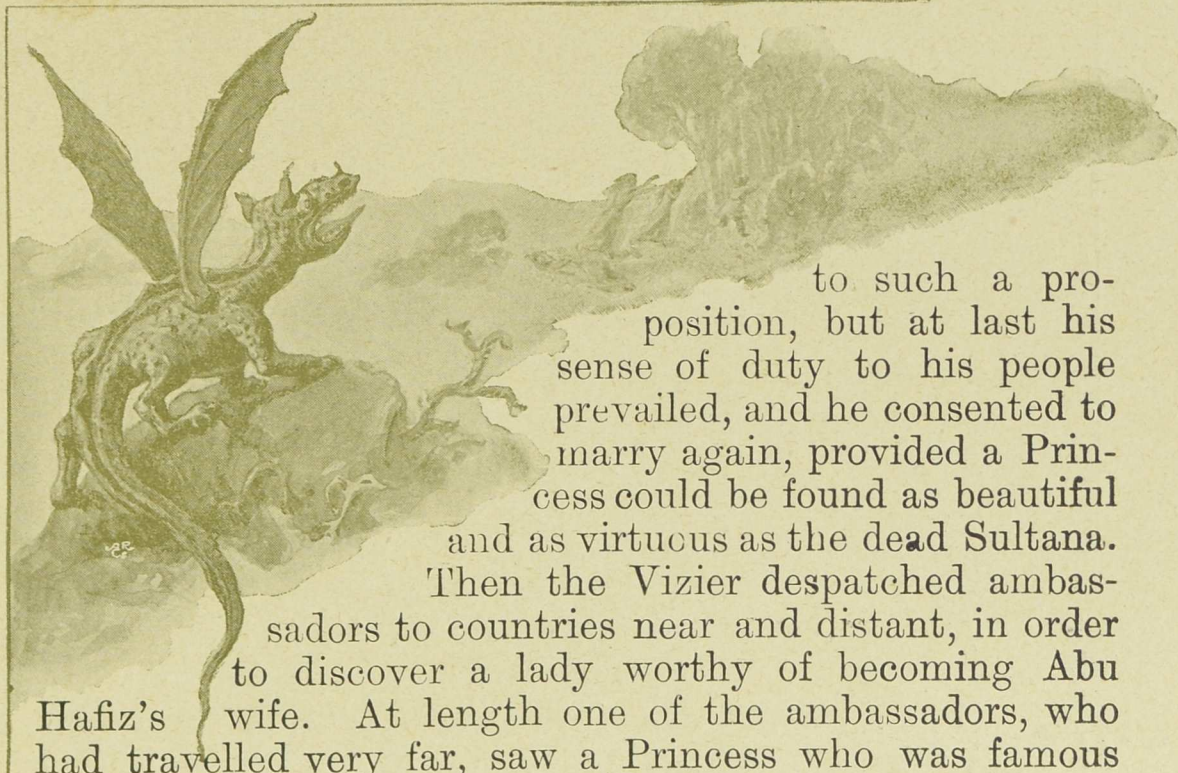 to such a pro-
position, but at last his
sense of duty to his people
prevailed, and he consented to
marry again, provided a Prin-
cess could be found as beautiful
and as virtuous as the dead Sultana.
Then the Vizier despatched ambas-
sadors to countries near and distant, in order
to discover a lady worthy of becoming Abu
Hafiz's wife. At length one of the ambassadors, who
had travelled very far, saw a Princess who was famous